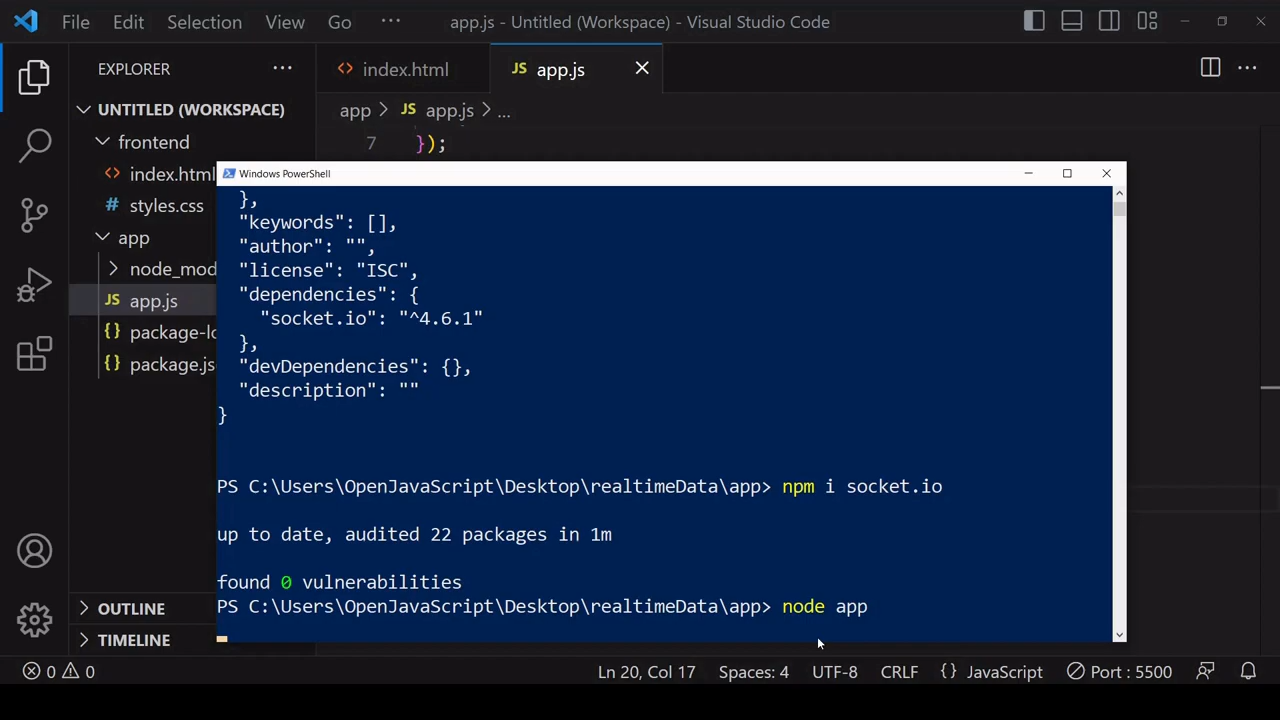 File Edit Selection View Go ... app.js - Untitled (Workspace) - Visual Studio Code
EXPLORER ...
index.html
JS app.js
UNTITLED (WORKSPACE)
app > JS app.js > ...
frontend
7 });
<> index.html
# styles.css
app
node_mod
JS app.js
{} package-lo
{} package.js
OUTLINE
TIMELINE
Windows PowerShell
},
"keywords": [],
"author": "",
"license": "ISC",
"dependencies": {
"socket.io": "^4.6.1"
},
"devDependencies": {},
"description": ""
}
PS C:\Users\OpenJavaScript\Desktop\realtimeData\app> npm i socket.io
up to date, audited 22 packages in 1m
found 0 vulnerabilities
PS C:\Users\OpenJavaScript\Desktop\realtimeData\app> node app
0 0 Ln 20, Col 17 Spaces: 4 UTF-8 CRLF {} JavaScript Port : 5500